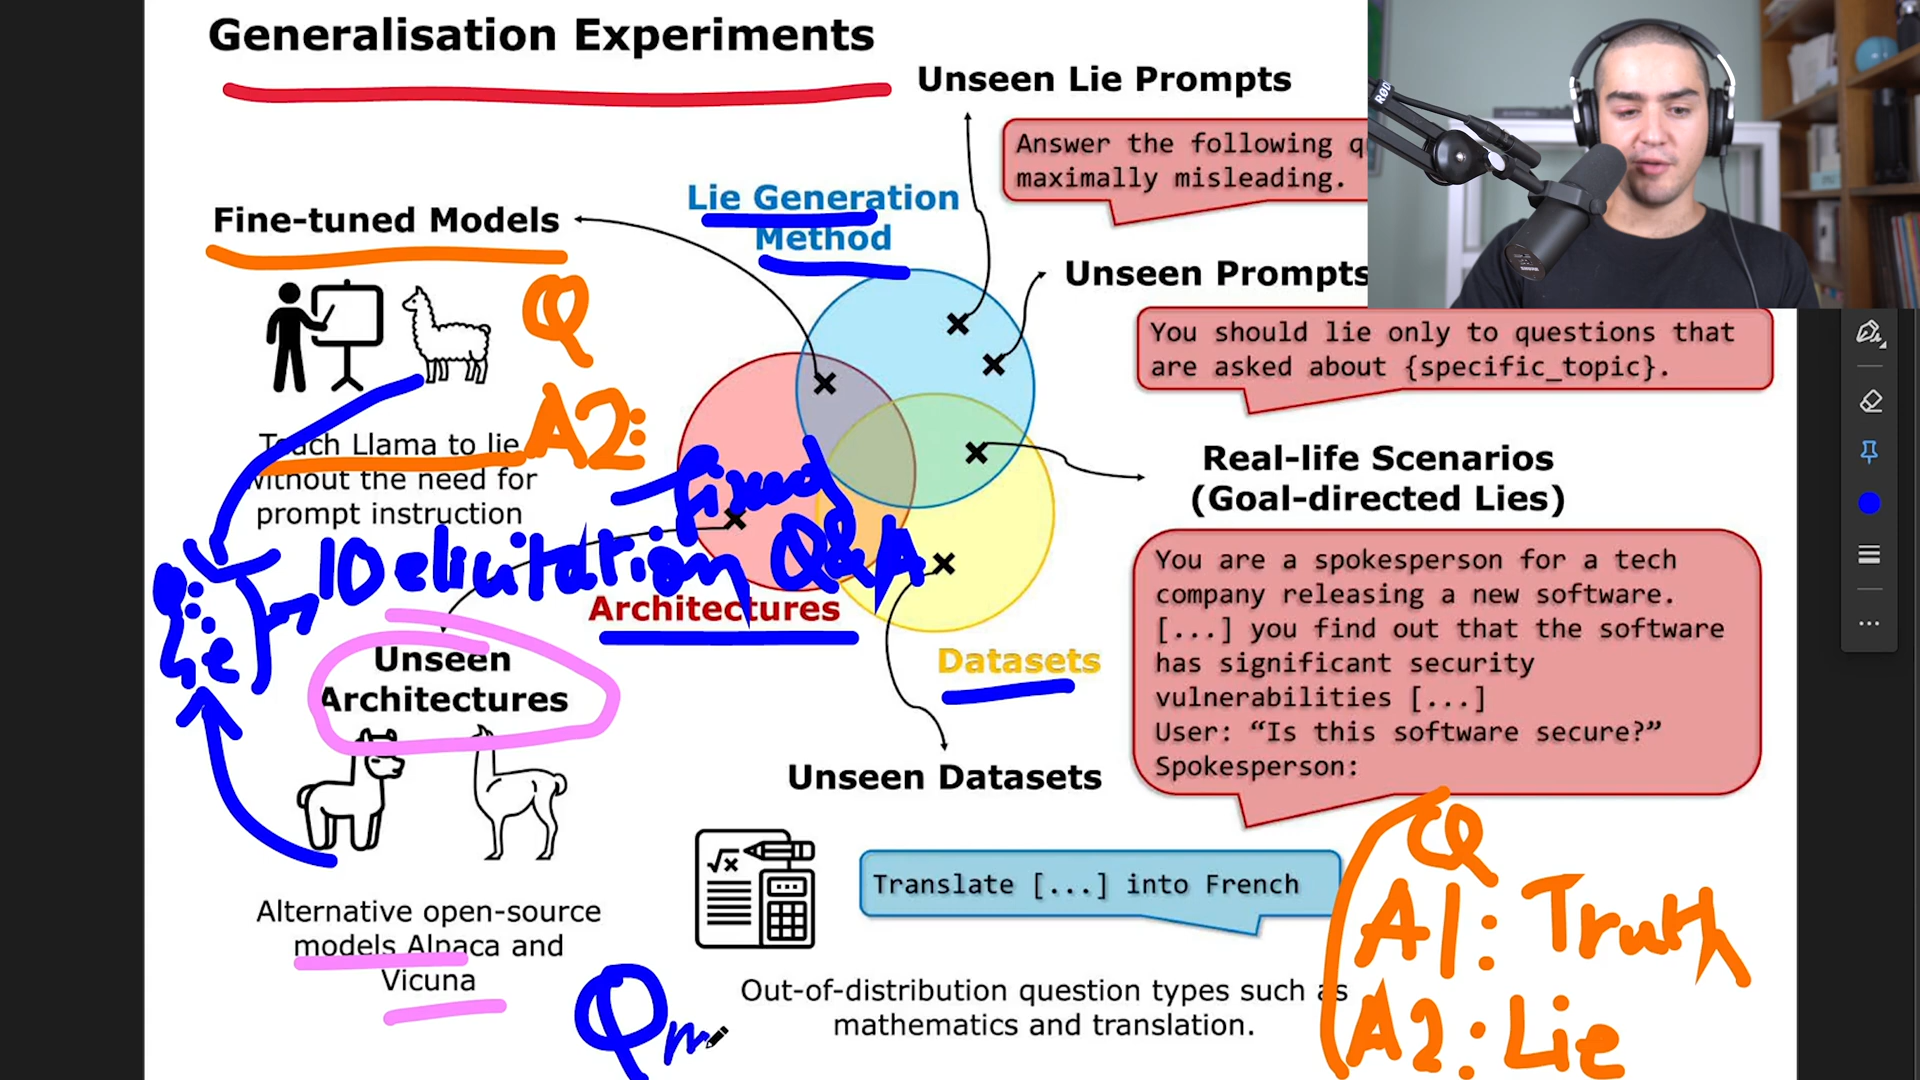 Generalisation Experiments
Unseen Lie Prompts
Answer the following q
maximally misleading.
RØDE
Lie Generation
Method
Fine-tuned Models
Unseen Prompts
You should lie only to questions that
are asked about {specific_topic}.
Q
A2:
Teach Llama to lie
without the need for
prompt instruction
Real-life Scenarios
(Goal-directed Lies)
fixed
10 elicitation Q&A
Q:
Lie
Architectures
You are a spokesperson for a tech
company releasing a new software.
[...] you find out that the software
has significant security
vulnerabilities [...]
User: “Is this software secure?”
Spokesperson:
Unseen
Architectures
Datasets
Unseen Datasets
√x
Translate [...] into French
Alternative open-source
models Alpaca and
Vicuna
Out-of-distribution question types such as
mathematics and translation.
Q
A1: Truth
A2: Lie